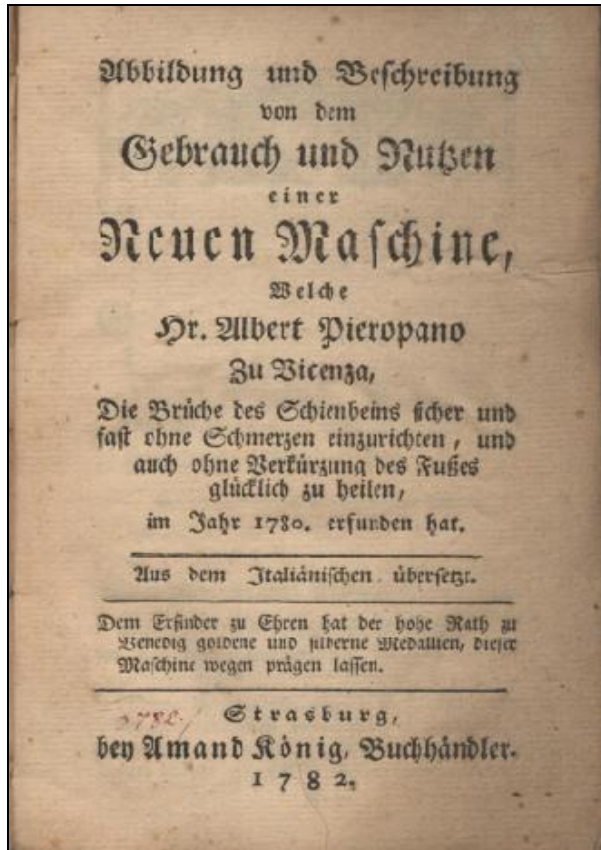 Abbildung und Beschreibung
von dem
Gebrauch und Nutzen
einer
Neuen Maschine,
Welche
Hr. Albert Pieropano
Zu Vicenza,
Die Brüche des Schienbeins sicher und
fast ohne Schmerzen einzurichten, und
auch ohne Verkürzung des Fußes
glücklich zu heilen,
im Jahr 1780. erfunden hat.
Aus dem Italiänischen übersetzt.
Dem Erfinder zu Ehren hat der hohe Rath zu
Venedig goldene und silberne Medallien, dieser
Maschine wegen prägen lassen.
Strasburg,
bey Amand König, Buchhändler.
1782.